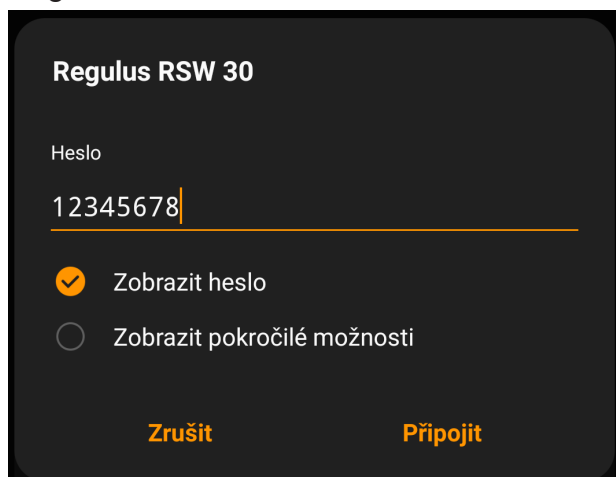 Regulus RSW 30
Heslo
12345678
Zobrazit heslo
Zobrazit pokročilé možnosti
Zrušit Připojit